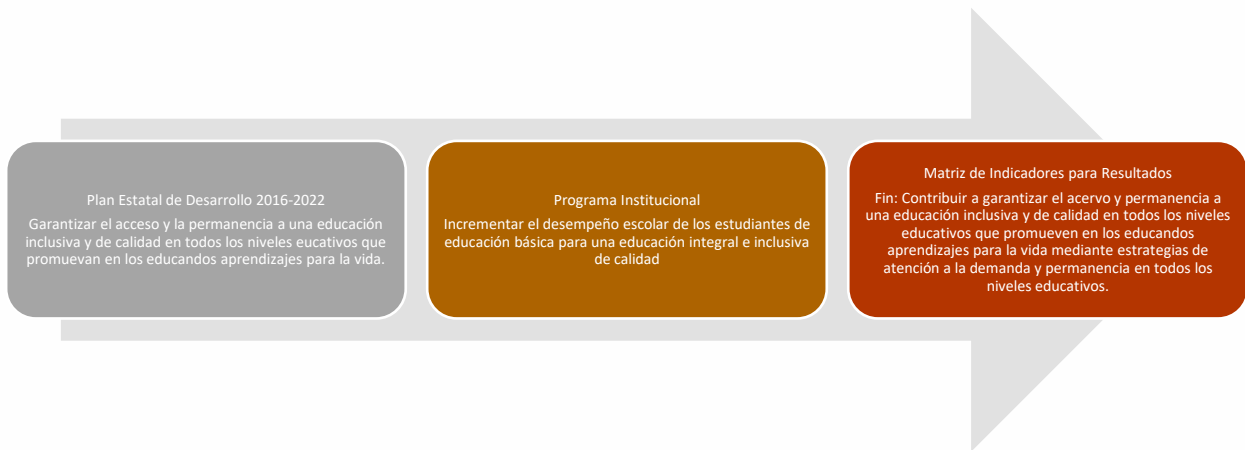 Plan Estatal de Desarrollo 2016-2022
Garantizar el acceso y la permanencia a una educación
inclusiva y de calidad en todos los niveles eucativos que
promuevan en los educandos aprendizajes para la vida.
Programa Institucional
Incrementar el desempeño escolar de los estudiantes de
educación básica para una educación integral e inclusiva
de calidad
Matriz de Indicadores para Resultados
Fin: Contribuir a garantizar el acervo y permanencia a
una educación inclusiva y de calidad en todos los niveles
educativos que promueven en los educandos
aprendizajes para la vida mediante estrategias de
atención a la demanda y permanencia en todos los
niveles educativos.